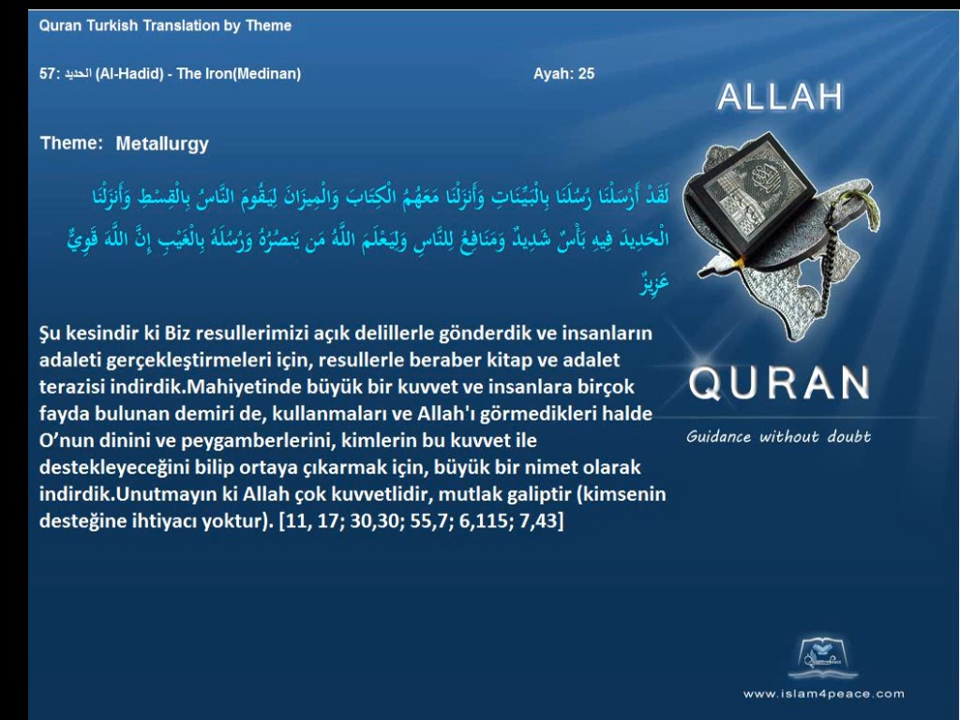 Quran Turkish Translation by Theme
57: الحديد (Al-Hadid) - The Iron(Medinan) Ayah: 25
ALLAH
Theme: Metallurgy
لَقَدْ أَرْسَلْنَا رُسُلَنَا بِالْبَيِّنَاتِ وَأَنزَلْنَا مَعَهُمُ الْكِتَابَ وَالْمِيزَانَ لِيَقُومَ النَّاسُ بِالْقِسْطِ وَأَنزَلْنَا
الْحَدِيدَ فِيهِ بَأْسٌ شَدِيدٌ وَمَنَافِعُ لِلنَّاسِ وَلِيَعْلَمَ اللَّهُ مَن يَنصُرُهُ وَرُسُلَهُ بِالْغَيْبِ إِنَّ اللَّهَ قَوِيٌّ
عَزِيزٌ
Şu kesindir ki Biz resullerimizi açık delillerle gönderdik ve insanların
adaleti gerçekleştirmeleri için, resullerle beraber kitap ve adalet
terazisi indirdik.Mahiyetinde büyük bir kuvvet ve insanlara birçok
fayda bulunan demiri de, kullanmaları ve Allah'ı görmedikleri halde
O’nun dinini ve peygamberlerini, kimlerin bu kuvvet ile
destekleyeceğini bilip ortaya çıkarmak için, büyük bir nimet olarak
indirdik.Unutmayın ki Allah çok kuvvetlidir, mutlak galiptir (kimsenin
desteğine ihtiyacı yoktur). [11, 17; 30,30; 55,7; 6,115; 7,43]
QURAN
Guidance without doubt
www.islam4peace.com